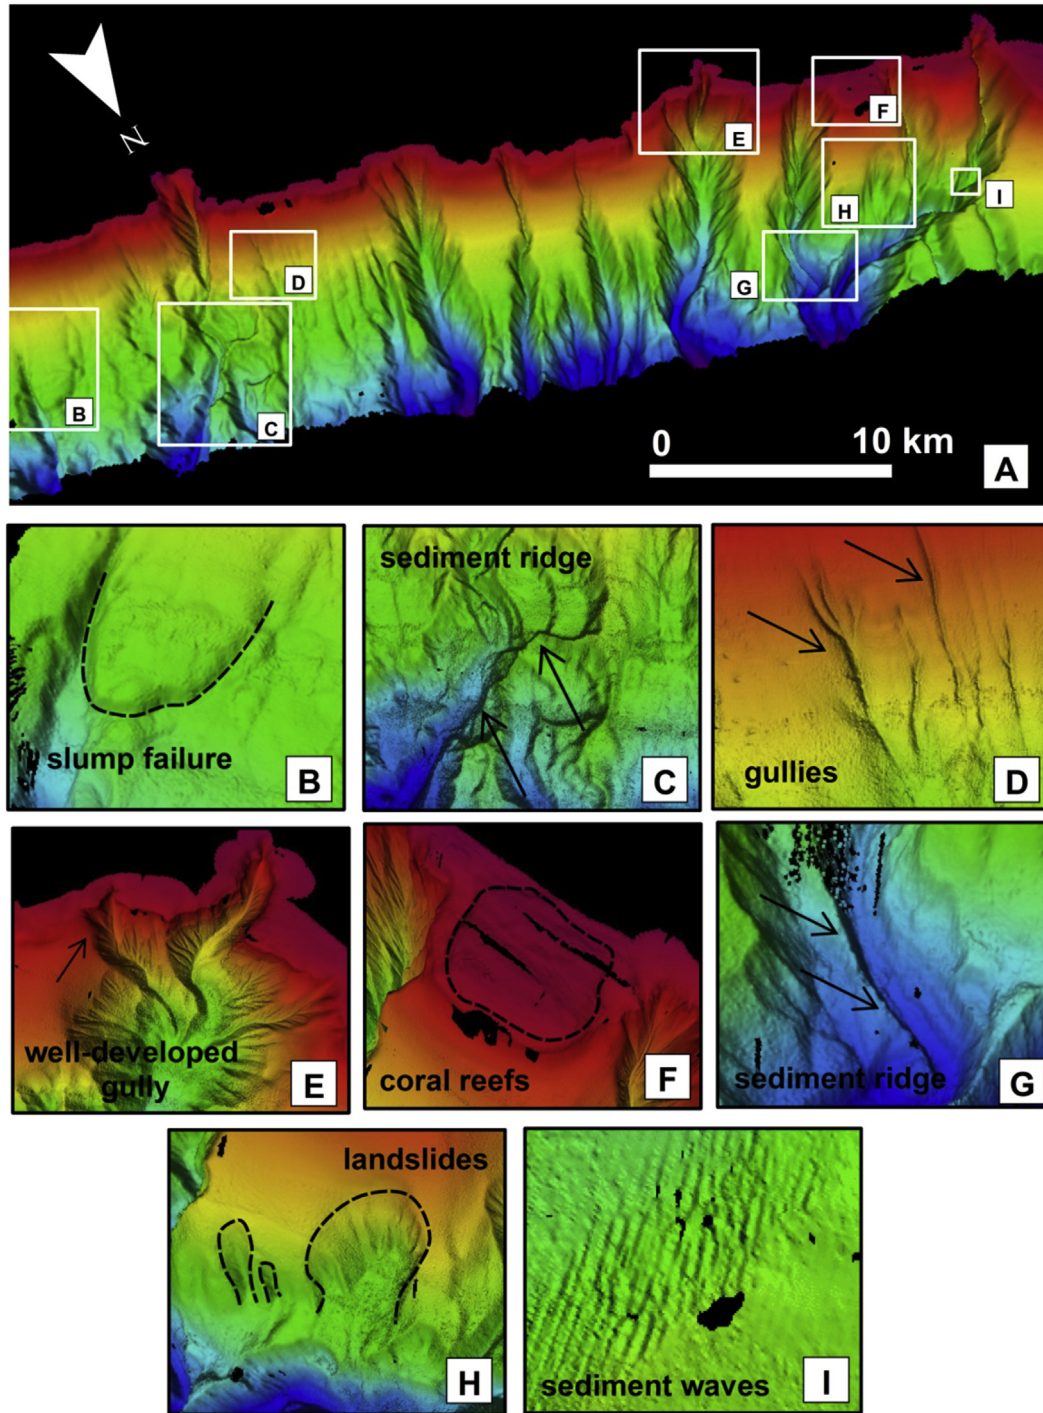 N
E
F
H
I
D
G
B
C
0 10 km
A
slump failure
B
sediment ridge
C
gullies
D
well-developed
gully
E
coral reefs
F
sediment ridge
G
landslides
H
sediment waves
I